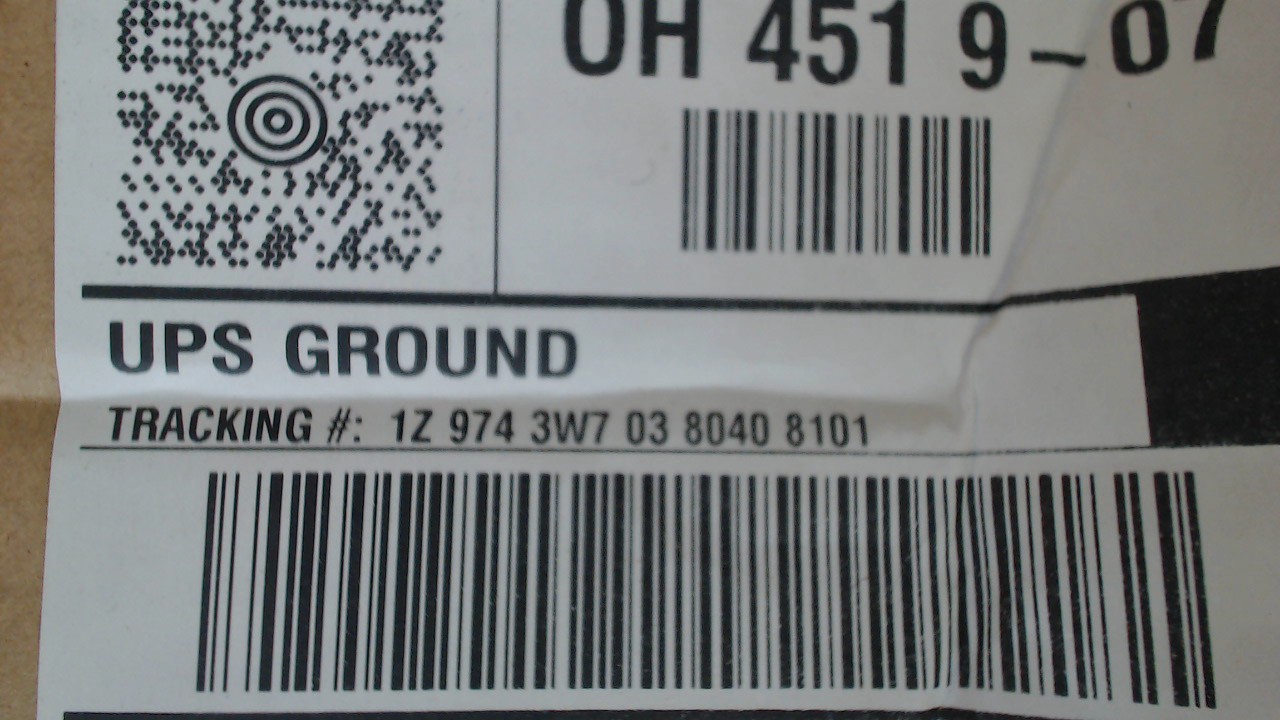 OH 451 9-07
UPS GROUND
TRACKING #: 1Z 974 3W7 03 8040 8101